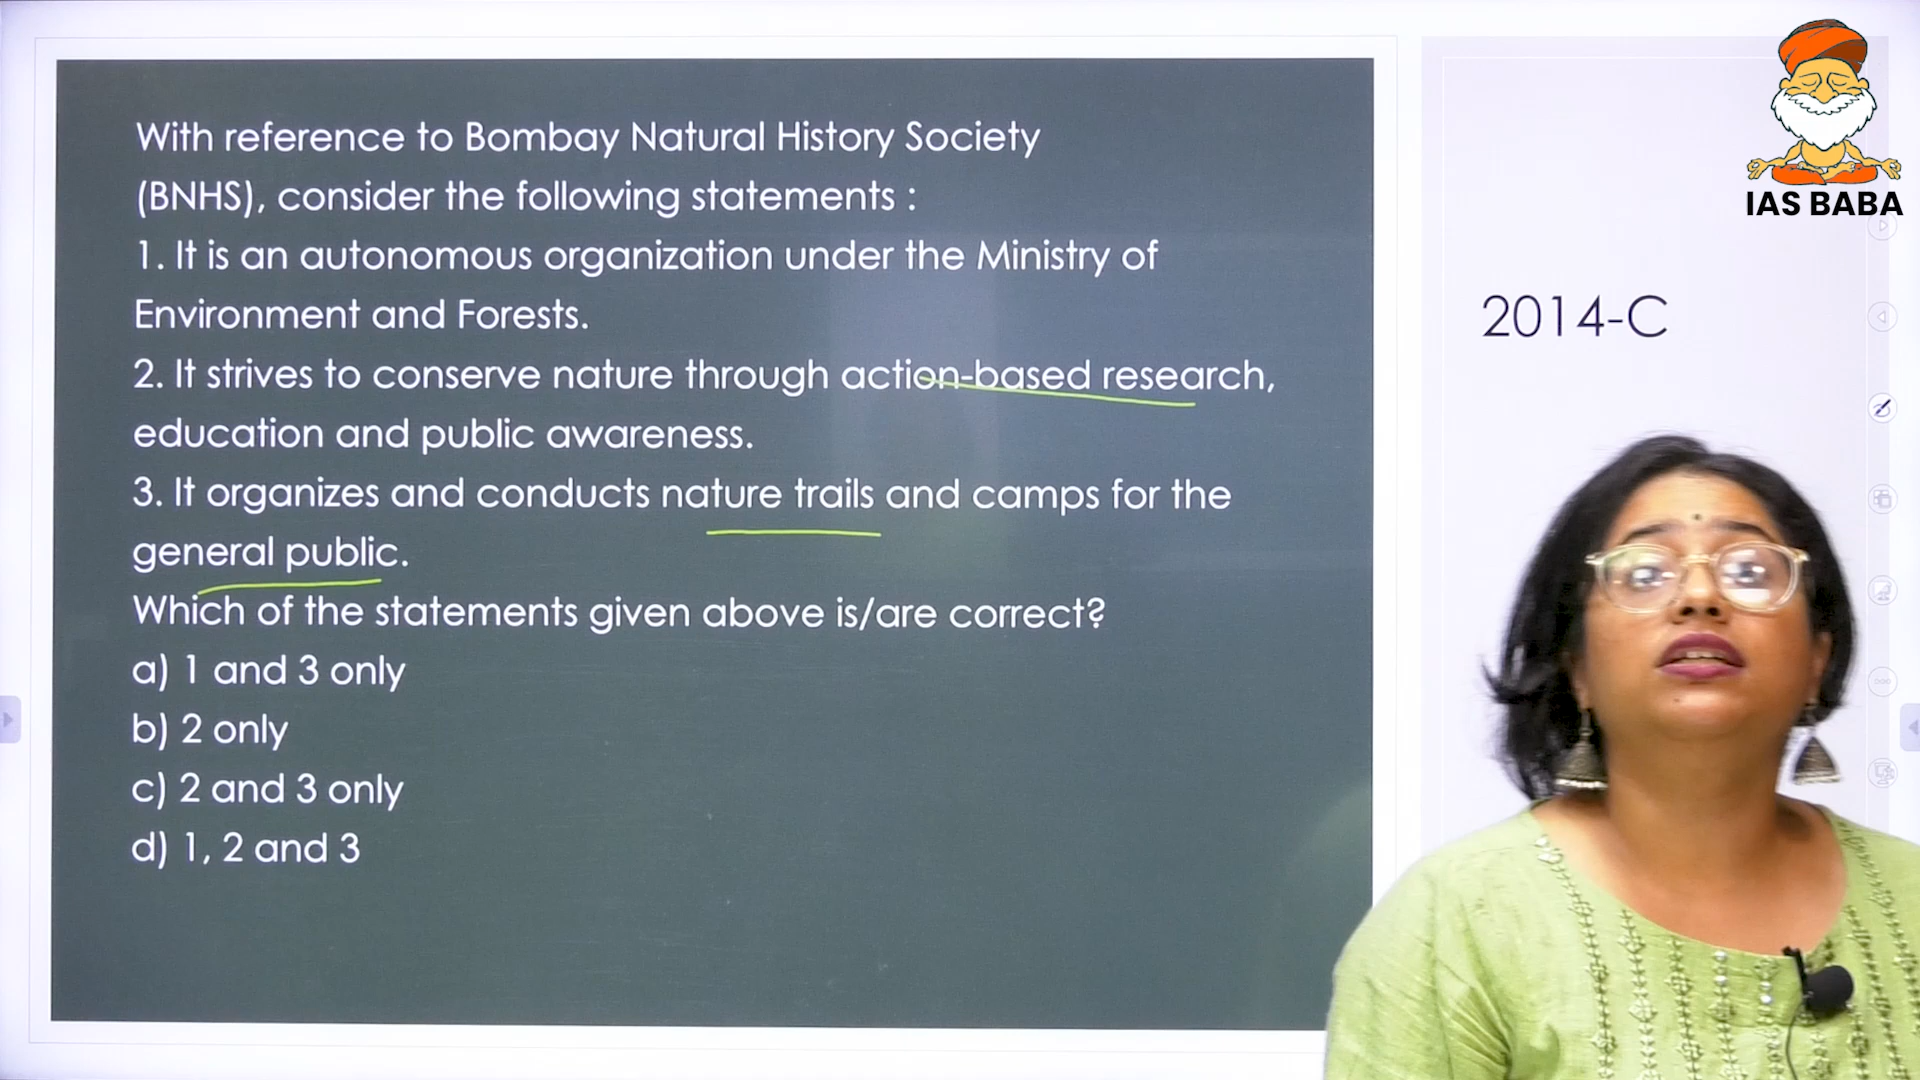 With reference to Bombay Natural History Society
(BNHS), consider the following statements :
1. It is an autonomous organization under the Ministry of
Environment and Forests.
2. It strives to conserve nature through action-based research,
education and public awareness.
3. It organizes and conducts nature trails and camps for the
general public.
Which of the statements given above is/are correct?
a) 1 and 3 only
b) 2 only
c) 2 and 3 only
d) 1, 2 and 3
2014-C
IAS BABA